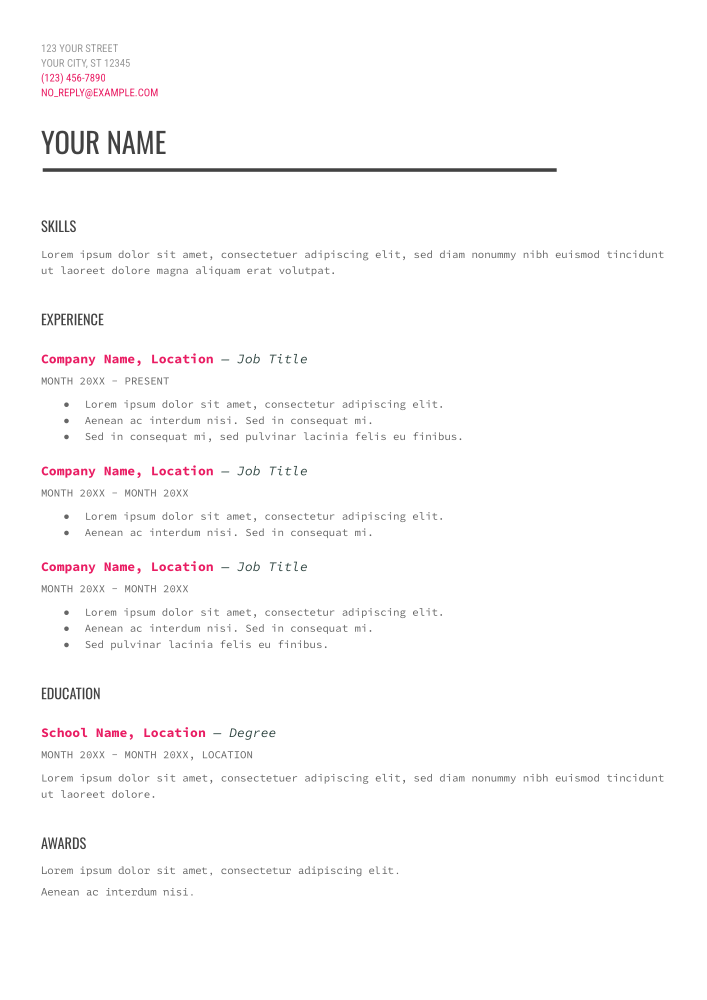 123 YOUR STREET
YOUR CITY, ST 12345
(123) 456-7890
NO_REPLY@EXAMPLE.COM
YOUR NAME
SKILLS
Lorem ipsum dolor sit amet, consectetuer adipiscing elit, sed diam nonummy nibh euismod tincidunt
ut laoreet dolore magna aliquam erat volutpat.
EXPERIENCE
Company Name, Location — Job Title
MONTH 20XX - PRESENT
● Lorem ipsum dolor sit amet, consectetur adipiscing elit.
● Aenean ac interdum nisi. Sed in consequat mi.
● Sed in consequat mi, sed pulvinar lacinia felis eu finibus.
Company Name, Location — Job Title
MONTH 20XX - MONTH 20XX
● Lorem ipsum dolor sit amet, consectetur adipiscing elit.
● Aenean ac interdum nisi. Sed in consequat mi.
Company Name, Location — Job Title
MONTH 20XX - MONTH 20XX
● Lorem ipsum dolor sit amet, consectetur adipiscing elit.
● Aenean ac interdum nisi. Sed in consequat mi.
● Sed pulvinar lacinia felis eu finibus.
EDUCATION
School Name, Location — Degree
MONTH 20XX - MONTH 20XX, LOCATION
Lorem ipsum dolor sit amet, consectetuer adipiscing elit, sed diam nonummy nibh euismod tincidunt
ut laoreet dolore.
AWARDS
Lorem ipsum dolor sit amet, consectetur adipiscing elit.
Aenean ac interdum nisi.